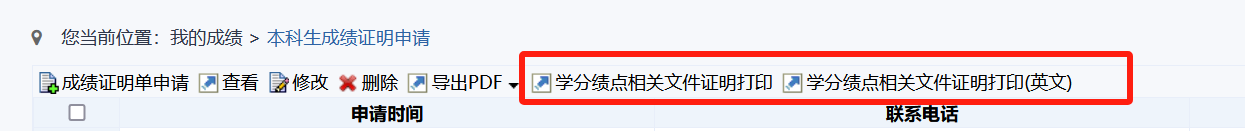 您当前位置：我的成绩 > 本科生成绩证明申请
成绩证明单申请 查看 修改 删除 导出PDF 学分绩点相关文件证明打印 学分绩点相关文件证明打印(英文)
申请时间 联系电话